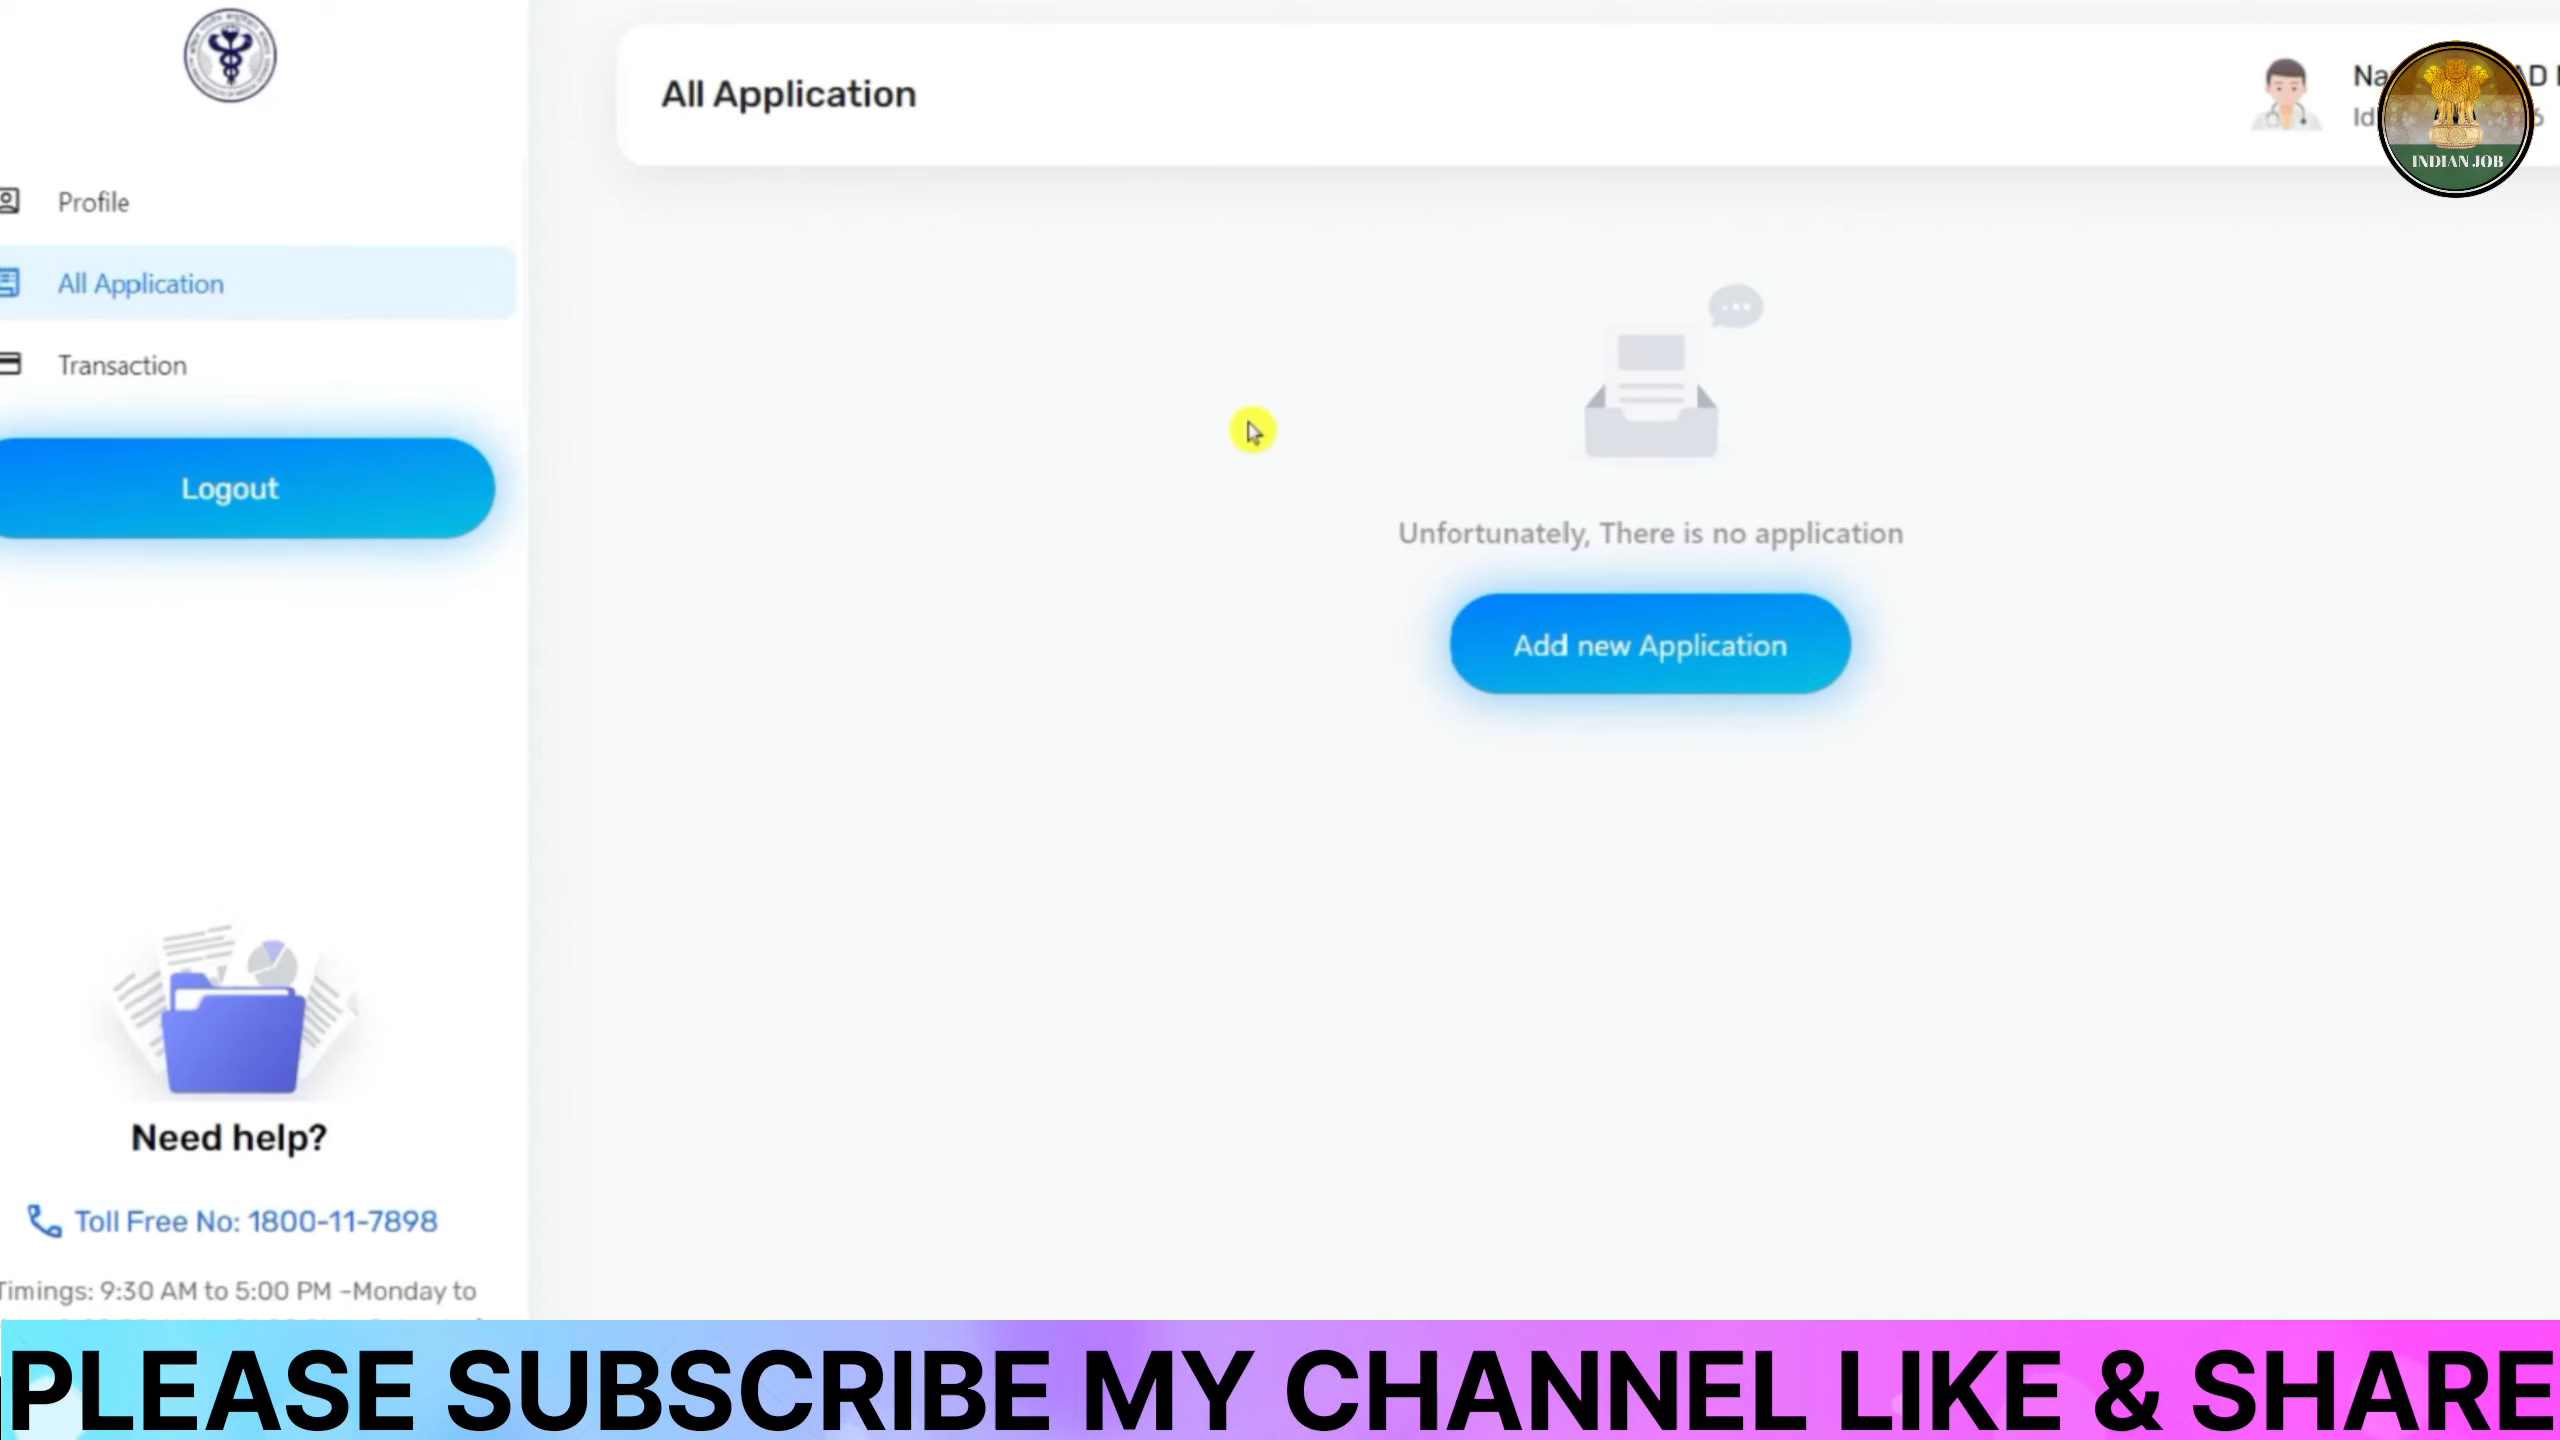 All Application
INDIAN JOB
Profile
All Application
Transaction
Logout
Unfortunately, There is no application
Add new Application
Need help?
Toll Free No: 1800-11-7898
Timings: 9:30 AM to 5:00 PM -Monday to
PLEASE SUBSCRIBE MY CHANNEL LIKE & SHARE